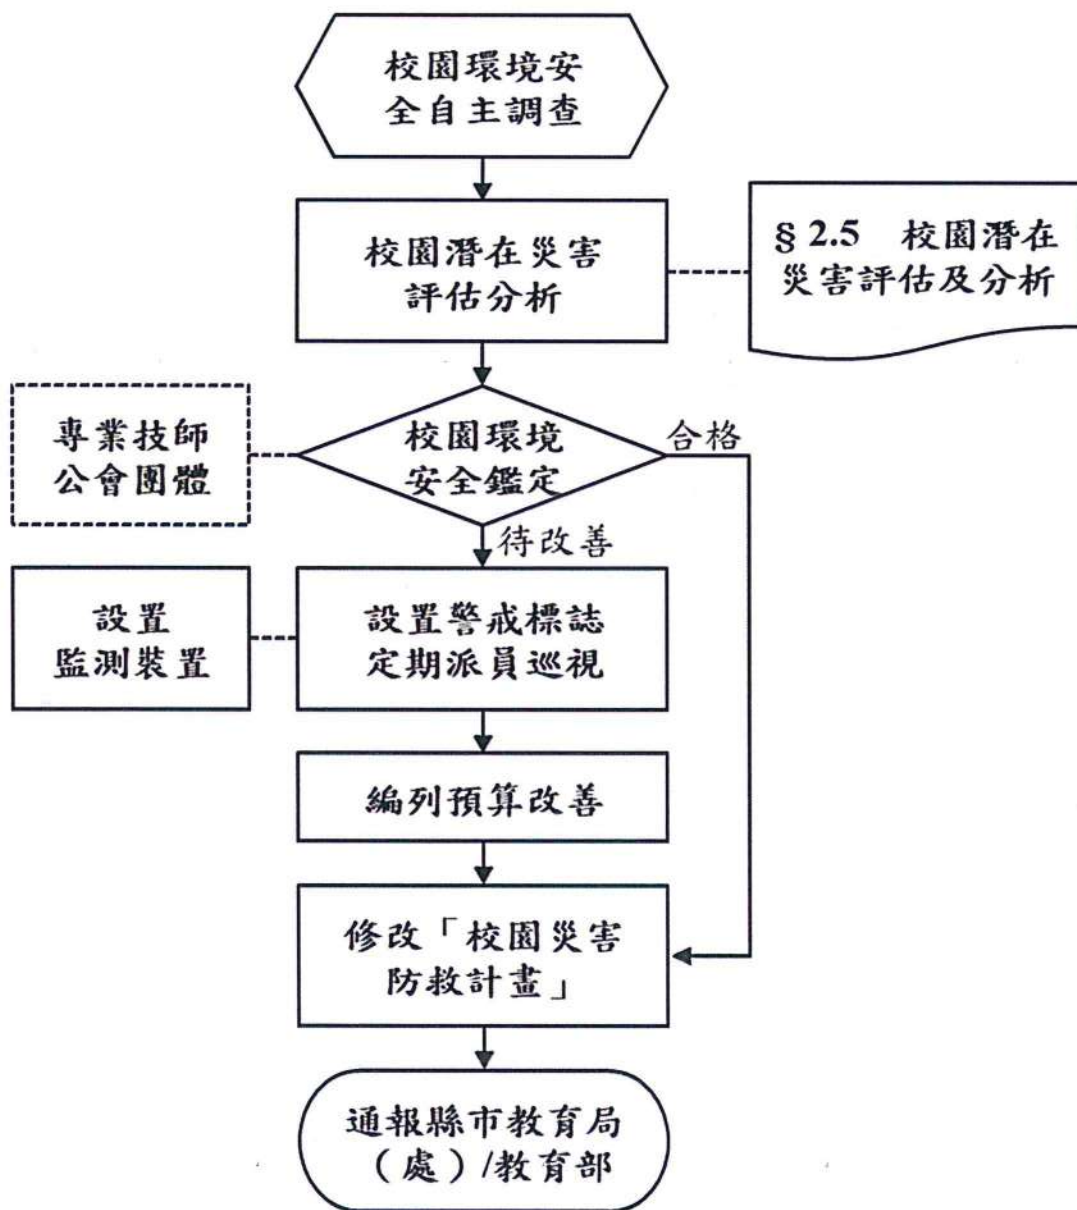 校園環境安
全自主調查
校園潛在災害
評估分析
§ 2.5 校園潛在
災害評估及分析
專業技師
公會團體
校園環境
安全鑑定
合格
待改善
設置
監測裝置
設置警戒標誌
定期派員巡視
編列預算改善
修改「校園災害
防救計畫」
通報縣市教育局
（處）/教育部